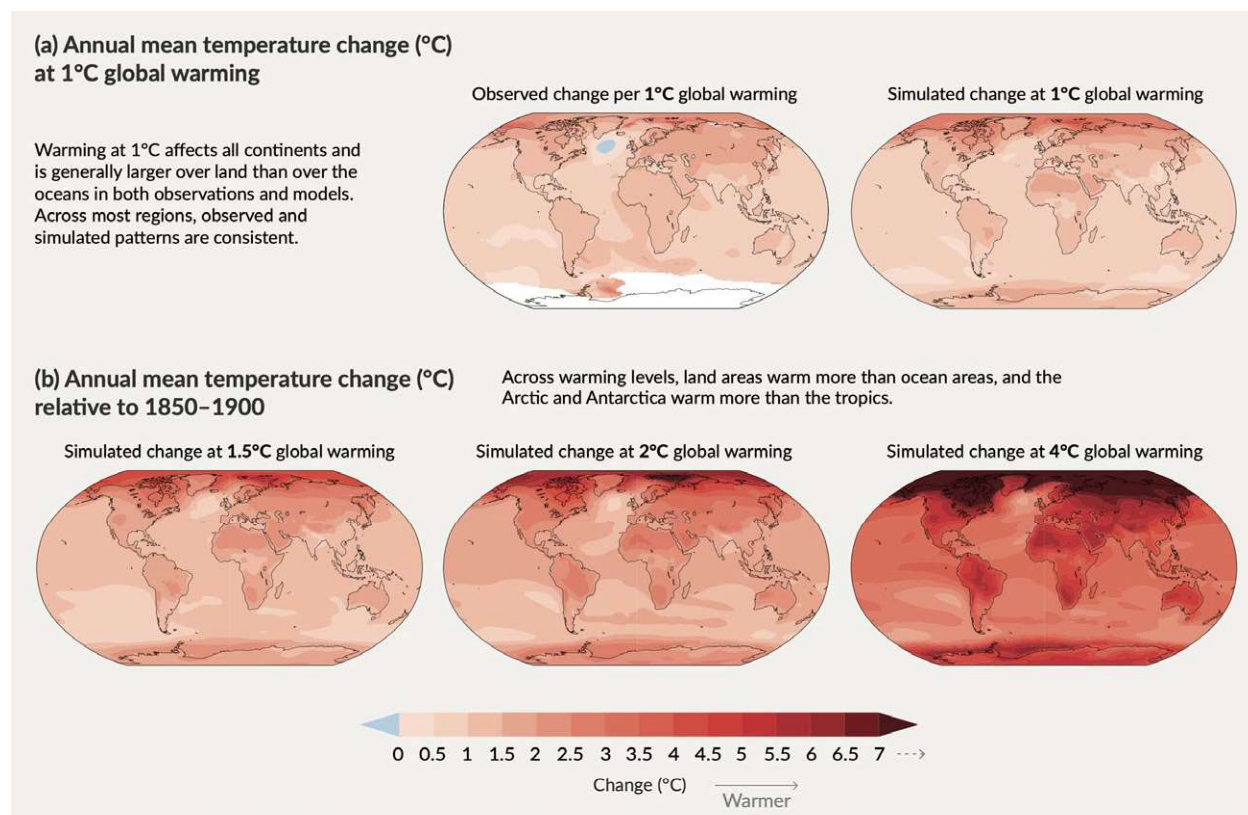 (a) Annual mean temperature change (°C)
at 1°C global warming
Observed change per 1°C global warming
Simulated change at 1°C global warming
Warming at 1°C affects all continents and
is generally larger over land than over the
oceans in both observations and models.
Across most regions, observed and
simulated patterns are consistent.
(b) Annual mean temperature change (°C)
relative to 1850–1900
Across warming levels, land areas warm more than ocean areas, and the
Arctic and Antarctica warm more than the tropics.
Simulated change at 1.5°C global warming
Simulated change at 2°C global warming
Simulated change at 4°C global warming
0 0.5 1 1.5 2 2.5 3 3.5 4 4.5 5 5.5 6 6.5 7
Change (°C)
Warmer